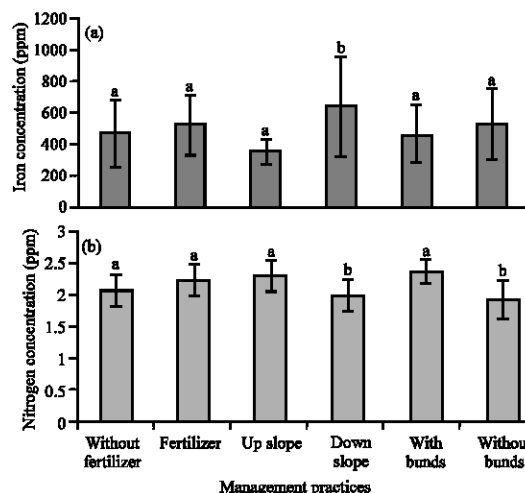 (a)
Iron concentration (ppm)
1200
1000
800
600
400
200
0
a
a
a
b
a
a
(b)
Nitrogen concentration (ppm)
3
2.5
2
1.5
1
0.5
0
a
a
a
b
a
b
Without fertilizer
Fertilizer
Up slope
Down slope
With bunds
Without bunds
Management practices